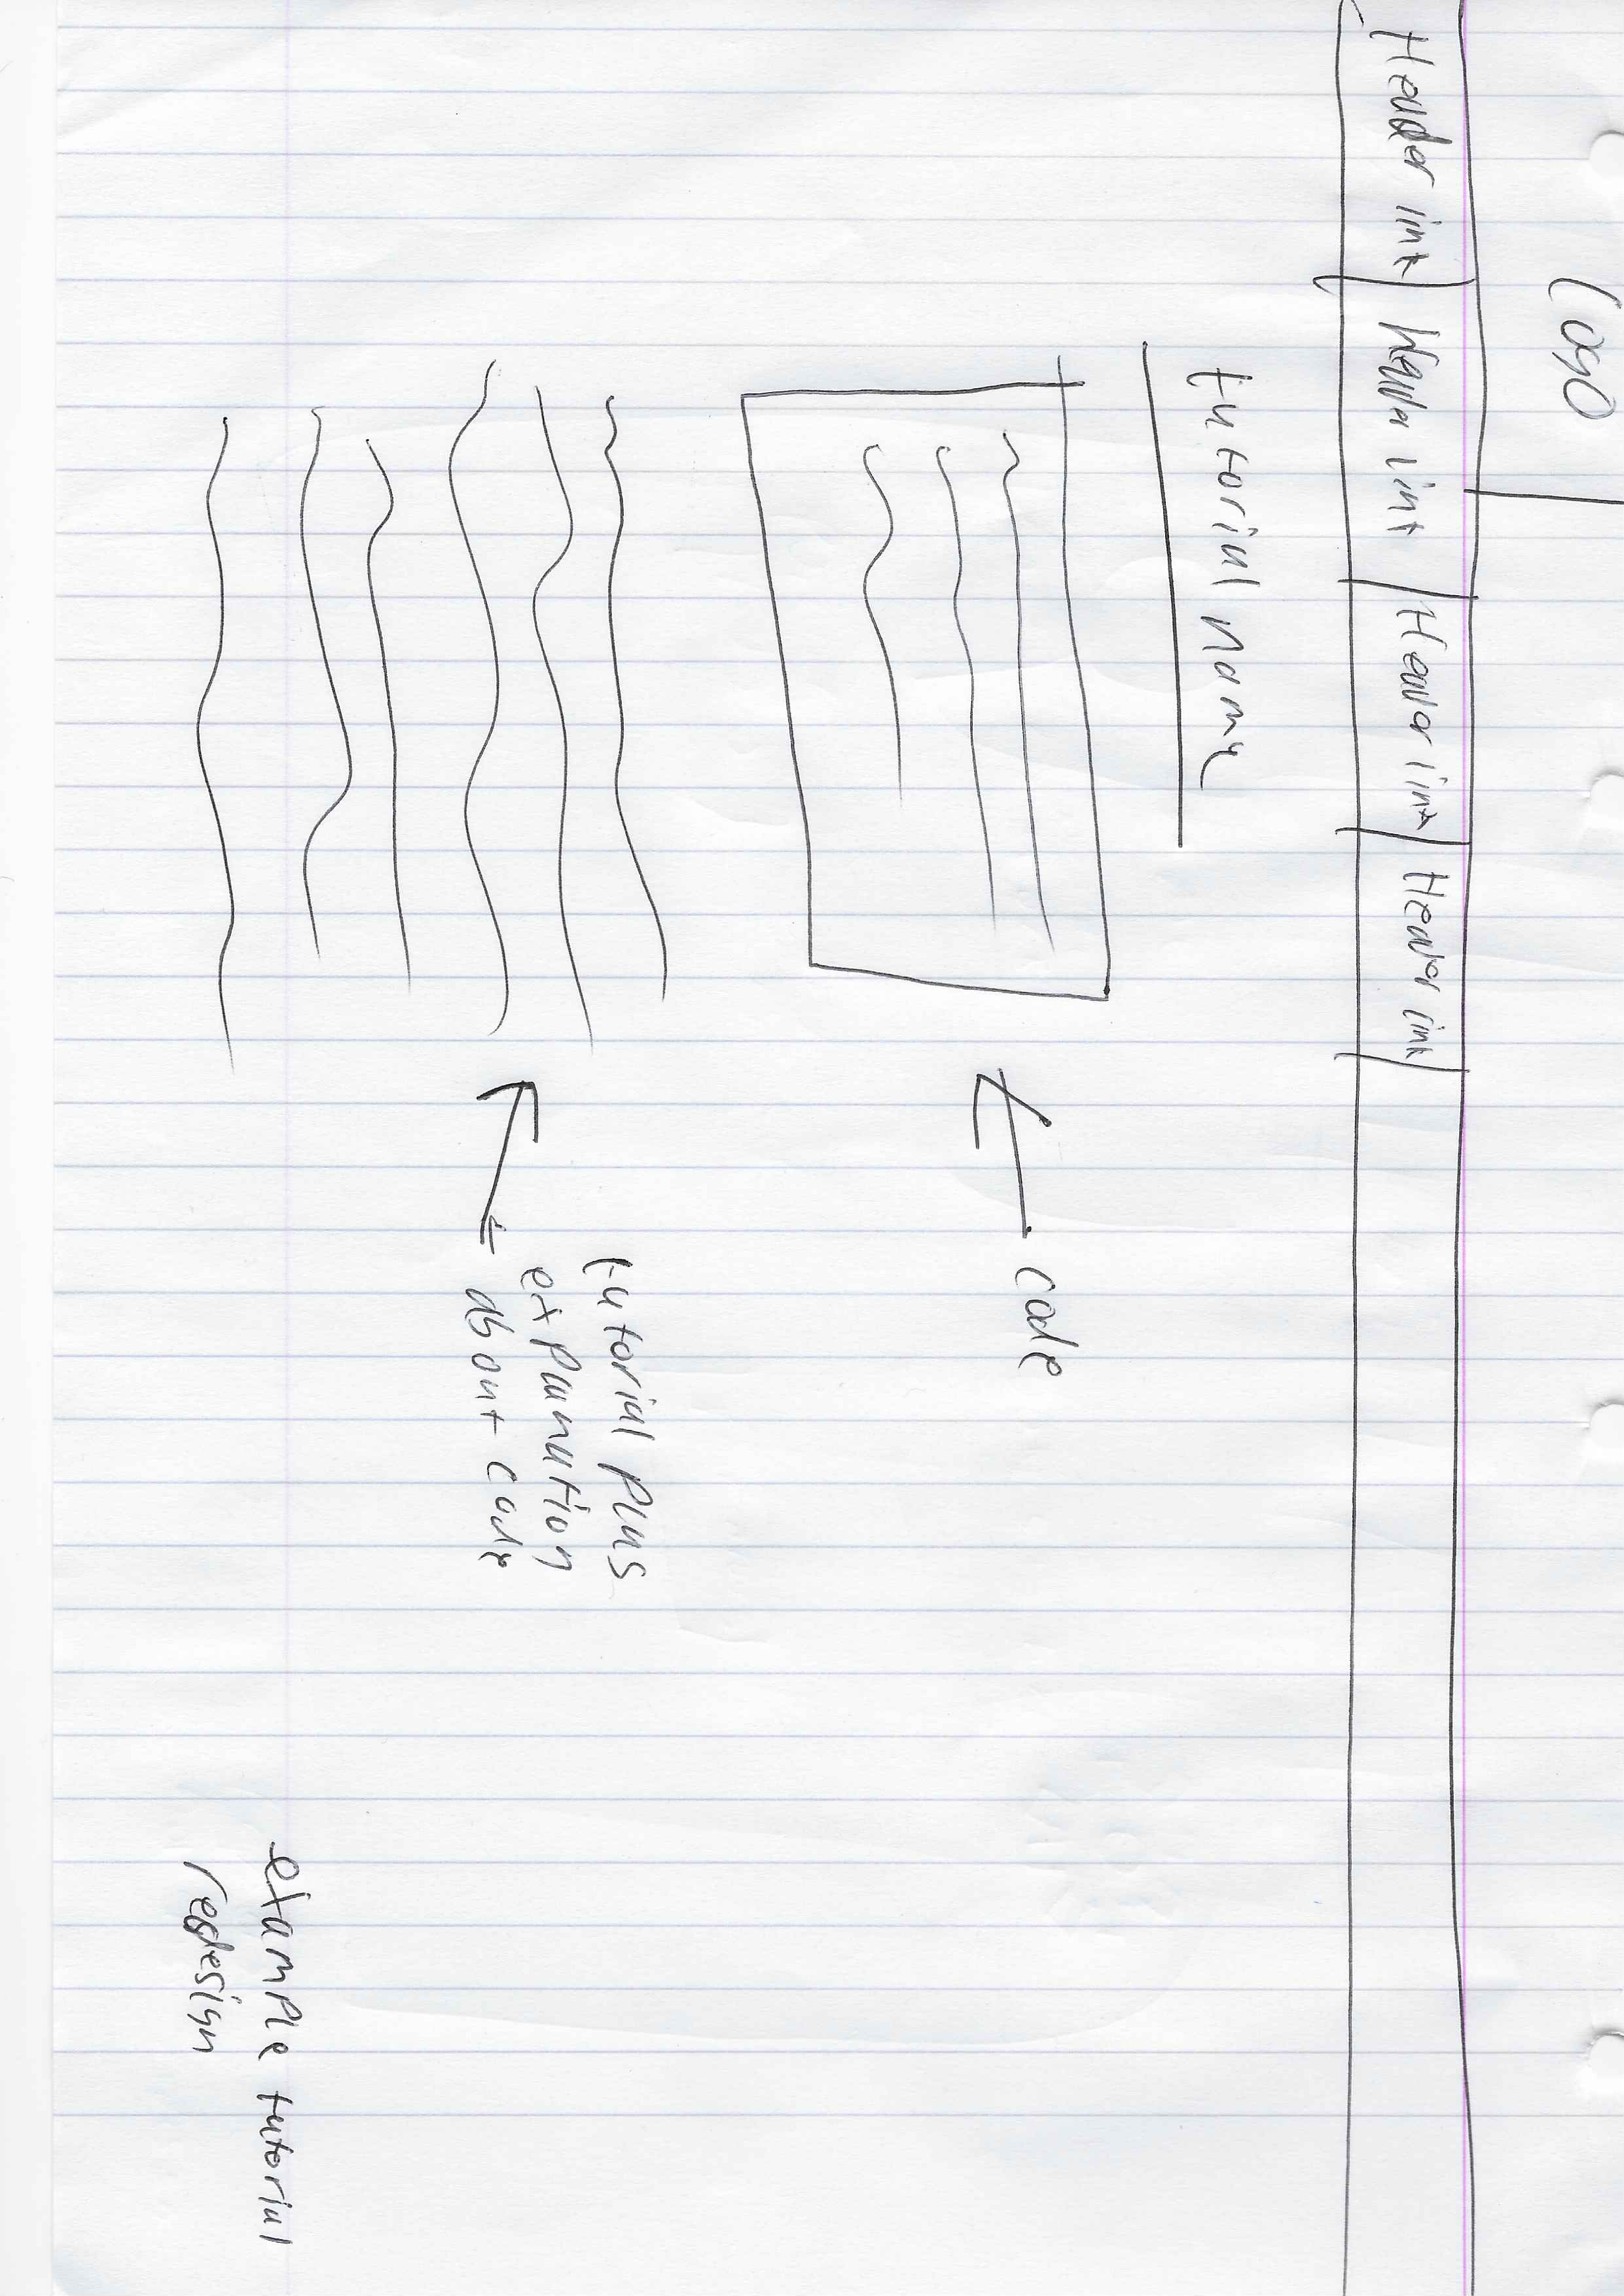 Logo
Header link Header link Header link Header link
tutorial name
code
tutorial plus
explanation
about code
example tutorial
redesign